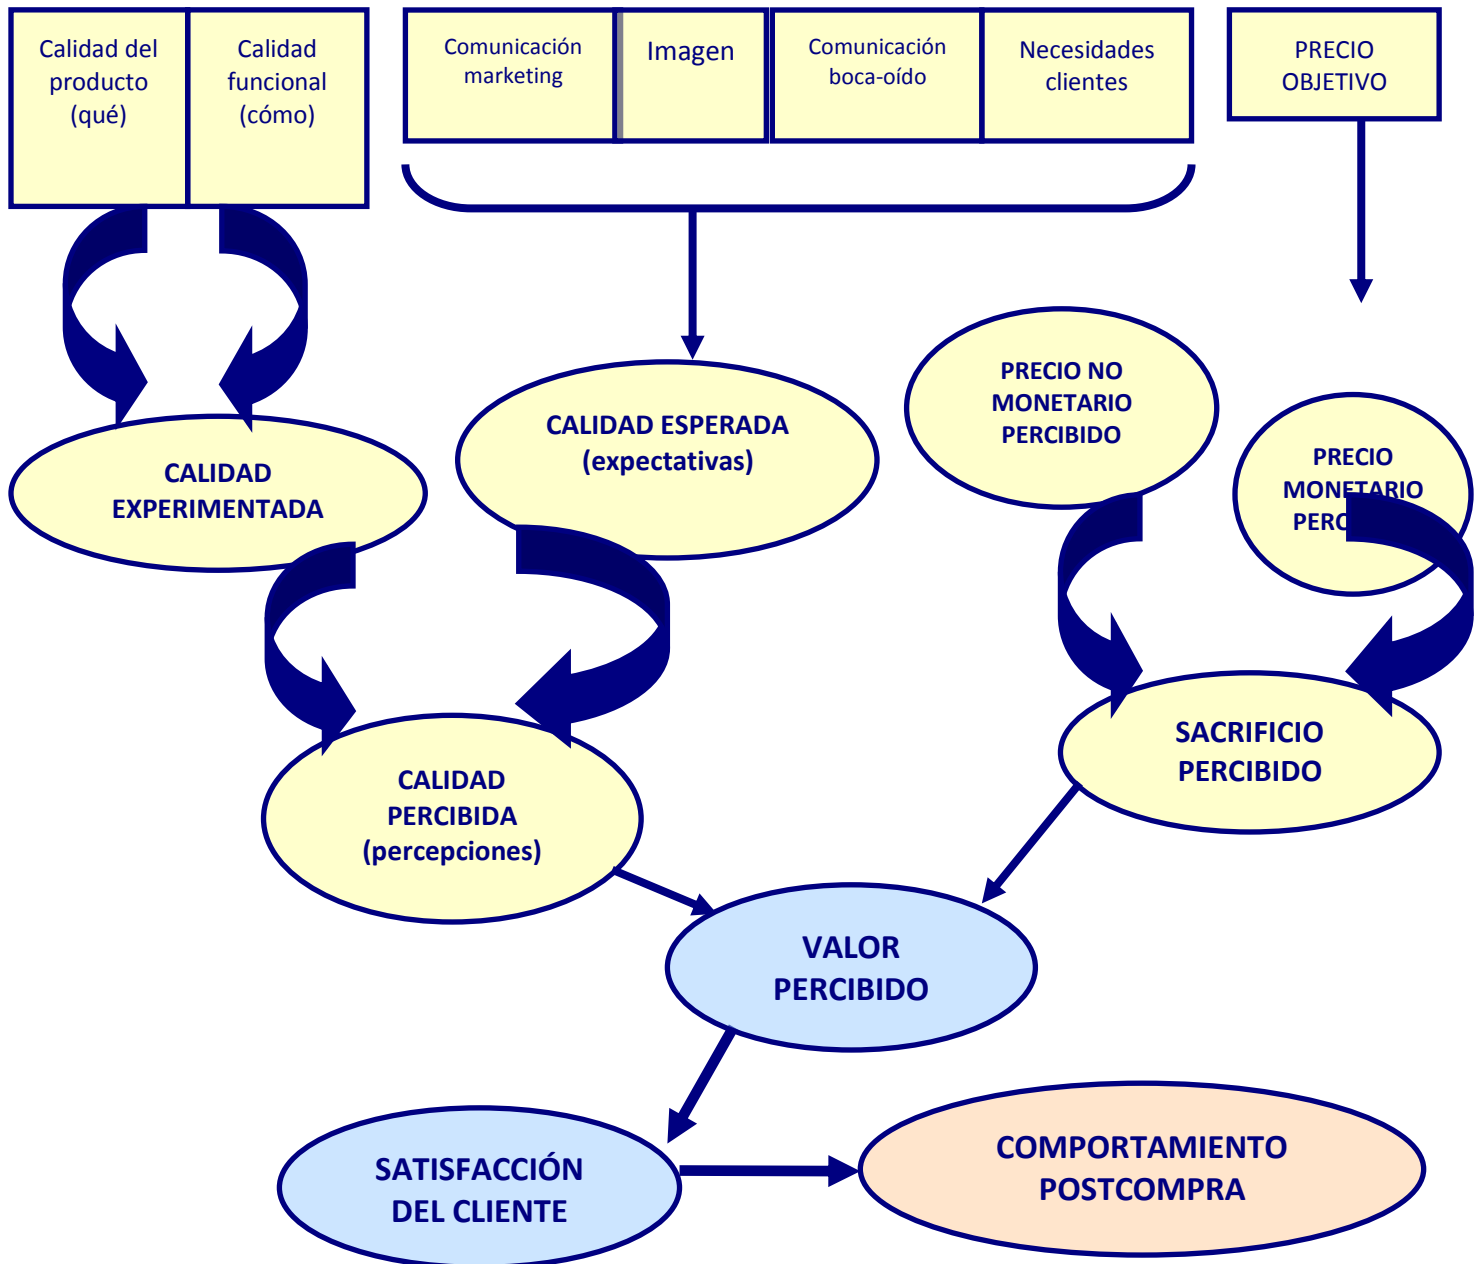 Calidad del
producto
(qué)
Calidad
funcional
(cómo)
Comunicación
marketing
Imagen
Comunicación
boca-oído
Necesidades
clientes
PRECIO
OBJETIVO
PRECIO NO
MONETARIO
PERCIBIDO
CALIDAD ESPERADA
(expectativas)
PRECIO
MONETARIO
CALIDAD
EXPERIMENTADA
SACRIFICIO
PERCIBIDO
CALIDAD
PERCIBIDA
(percepciones)
VALOR
PERCIBIDO
SATISFACCIÓN
DEL CLIENTE
COMPORTAMIENTO
POSTCOMPRA